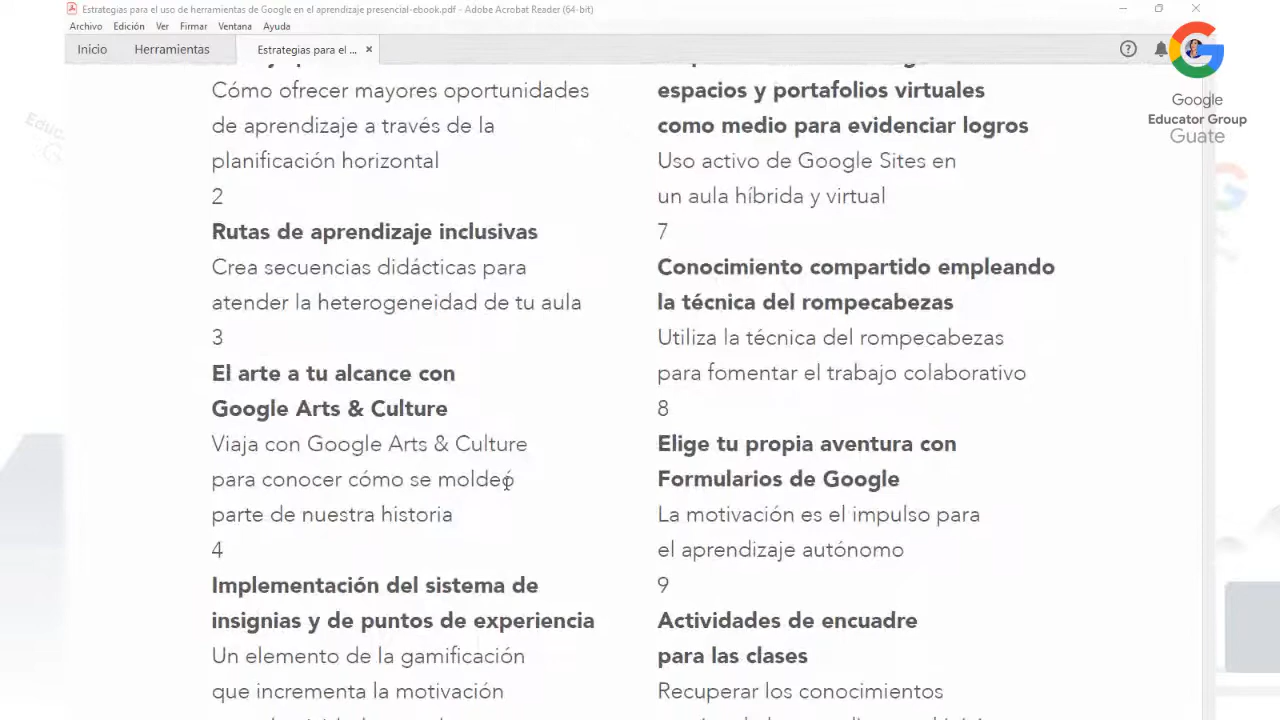 Estrategias para el uso de herramientas de Google en el aprendizaje presencial-ebook.pdf - Adobe Acrobat Reader (64-bit)
Archivo Edición Ver Firmar Ventana Ayuda
Inicio Herramientas Estrategias para el ... ×
Google
Educator Group
Guate
Cómo ofrecer mayores oportunidades
de aprendizaje a través de la
planificación horizontal
2
Rutas de aprendizaje inclusivas
Crea secuencias didácticas para
atender la heterogeneidad de tu aula
3
El arte a tu alcance con
Google Arts & Culture
Viaja con Google Arts & Culture
para conocer cómo se moldeó
parte de nuestra historia
4
Implementación del sistema de
insignias y de puntos de experiencia
Un elemento de la gamificación
que incrementa la motivación
espacios y portafolios virtuales
como medio para evidenciar logros
Uso activo de Google Sites en
un aula híbrida y virtual
7
Conocimiento compartido empleando
la técnica del rompecabezas
Utiliza la técnica del rompecabezas
para fomentar el trabajo colaborativo
8
Elige tu propia aventura con
Formularios de Google
La motivación es el impulso para
el aprendizaje autónomo
9
Actividades de encuadre
para las clases
Recuperar los conocimientos